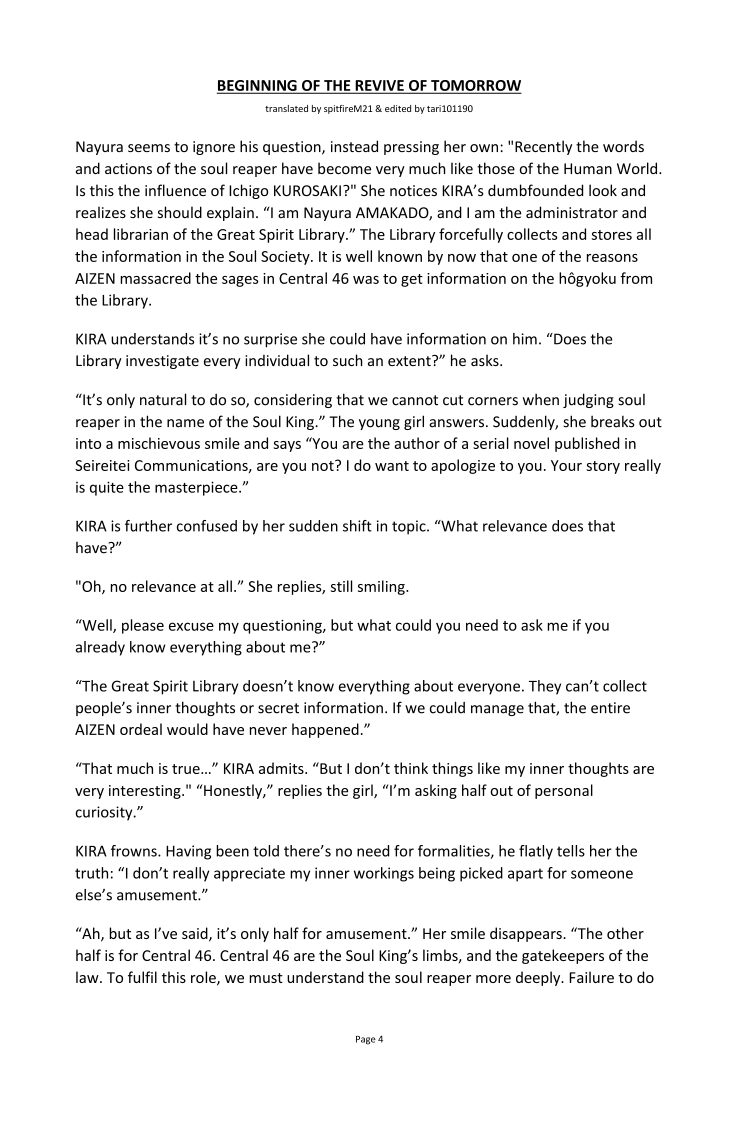 BEGINNING OF THE REVIVE OF TOMORROW
translated by spitfireM21 & edited by tari101190
Nayura seems to ignore his question, instead pressing her own: "Recently the words
and actions of the soul reaper have become very much like those of the Human World.
Is this the influence of Ichigo KUROSAKI?" She notices KIRA’s dumbfounded look and
realizes she should explain. “I am Nayura AMAKADO, and I am the administrator and
head librarian of the Great Spirit Library.” The Library forcefully collects and stores all
the information in the Soul Society. It is well known by now that one of the reasons
AIZEN massacred the sages in Central 46 was to get information on the hôgyoku from
the Library.
KIRA understands it’s no surprise she could have information on him. “Does the
Library investigate every individual to such an extent?” he asks.
“It’s only natural to do so, considering that we cannot cut corners when judging soul
reaper in the name of the Soul King.” The young girl answers. Suddenly, she breaks out
into a mischievous smile and says “You are the author of a serial novel published in
Seireitei Communications, are you not? I do want to apologize to you. Your story really
is quite the masterpiece.”
KIRA is further confused by her sudden shift in topic. “What relevance does that
have?”
"Oh, no relevance at all.” She replies, still smiling.
“Well, please excuse my questioning, but what could you need to ask me if you
already know everything about me?”
“The Great Spirit Library doesn’t know everything about everyone. They can’t collect
people’s inner thoughts or secret information. If we could manage that, the entire
AIZEN ordeal would have never happened.”
“That much is true…” KIRA admits. “But I don’t think things like my inner thoughts are
very interesting." “Honestly,” replies the girl, “I’m asking half out of personal
curiosity.”
KIRA frowns. Having been told there’s no need for formalities, he flatly tells her the
truth: “I don’t really appreciate my inner workings being picked apart for someone
else’s amusement.”
“Ah, but as I’ve said, it’s only half for amusement.” Her smile disappears. “The other
half is for Central 46. Central 46 are the Soul King’s limbs, and the gatekeepers of the
law. To fulfil this role, we must understand the soul reaper more deeply. Failure to do
Page 4